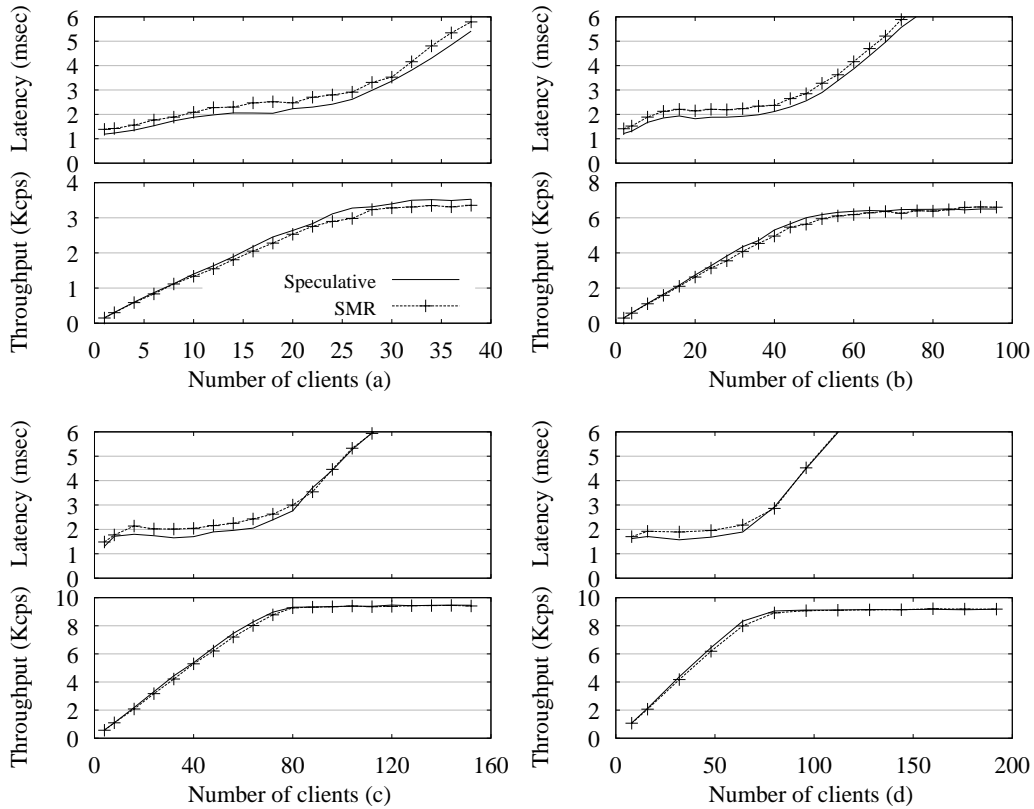 Latency (msec)
6
5
4
3
2
1
0
Throughput (Kcps)
4
3
2
1
0
Speculative
SMR
0 5 10 15 20 25 30 35 40
Number of clients (a)
Latency (msec)
6
5
4
3
2
1
0
Throughput (Kcps)
8
6
4
2
0
0 20 40 60 80 100
Number of clients (b)
Latency (msec)
6
5
4
3
2
1
0
Throughput (Kcps)
10
8
6
4
2
0
0 40 80 120 160
Number of clients (c)
Latency (msec)
6
5
4
3
2
1
0
Throughput (Kcps)
10
8
6
4
2
0
0 50 100 150 200
Number of clients (d)